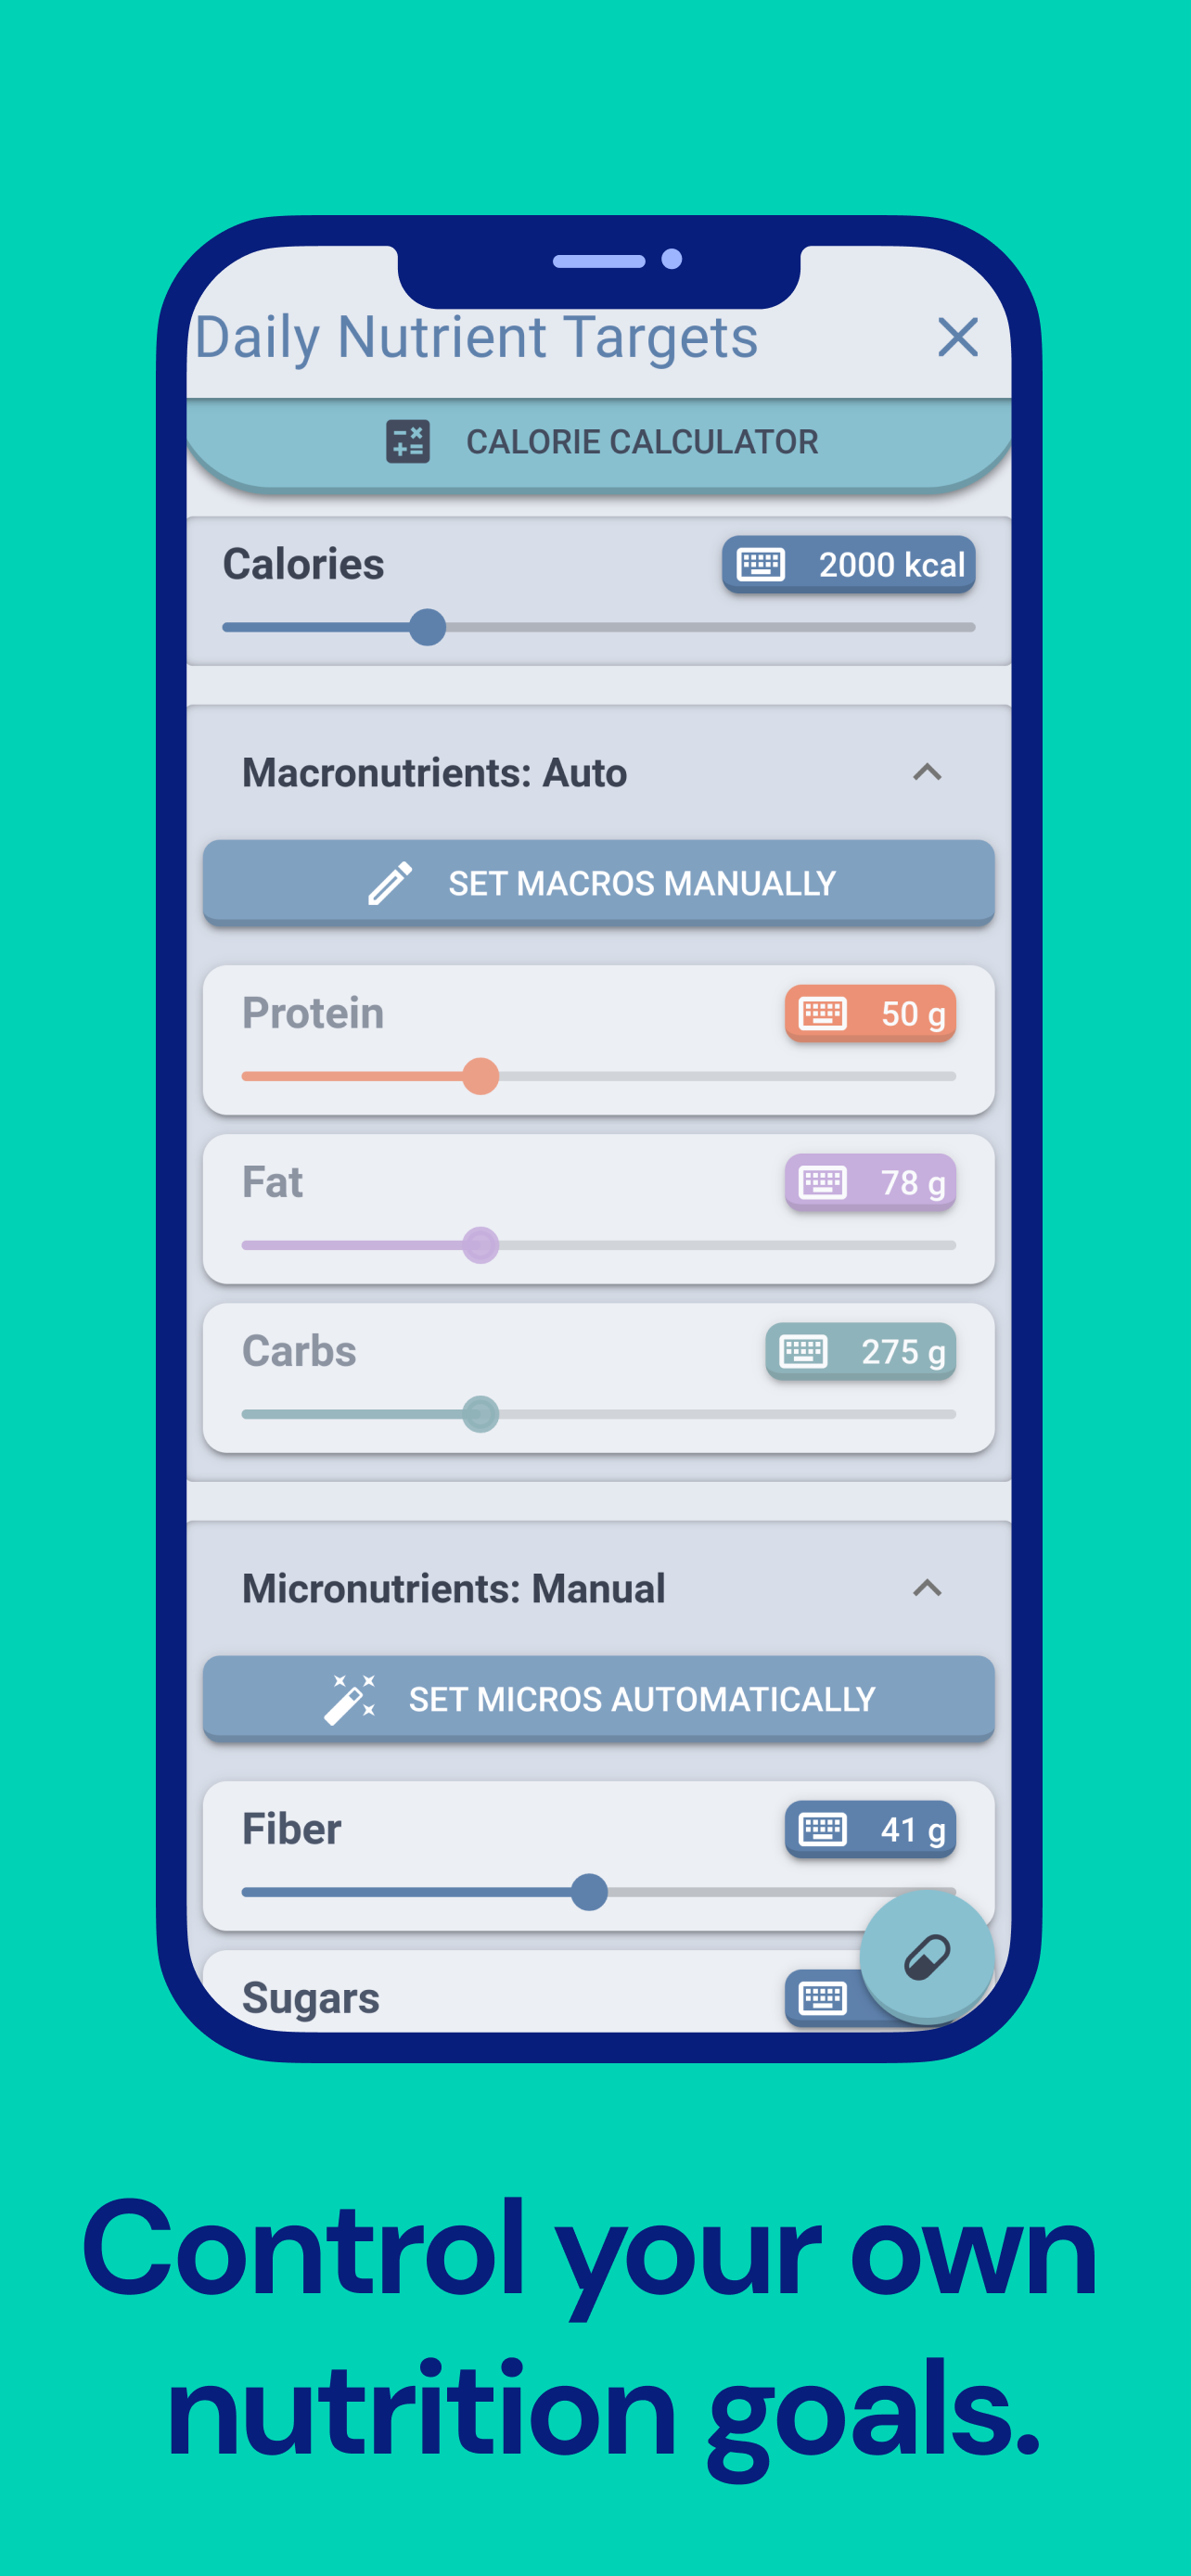 Daily Nutrient Targets
CALORIE CALCULATOR
Calories
2000 kcal
Macronutrients: Auto
SET MACROS MANUALLY
Protein
50 g
Fat
78 g
Carbs
275 g
Micronutrients: Manual
SET MICROS AUTOMATICALLY
Fiber
41 g
Sugars
Control your own
nutrition goals.